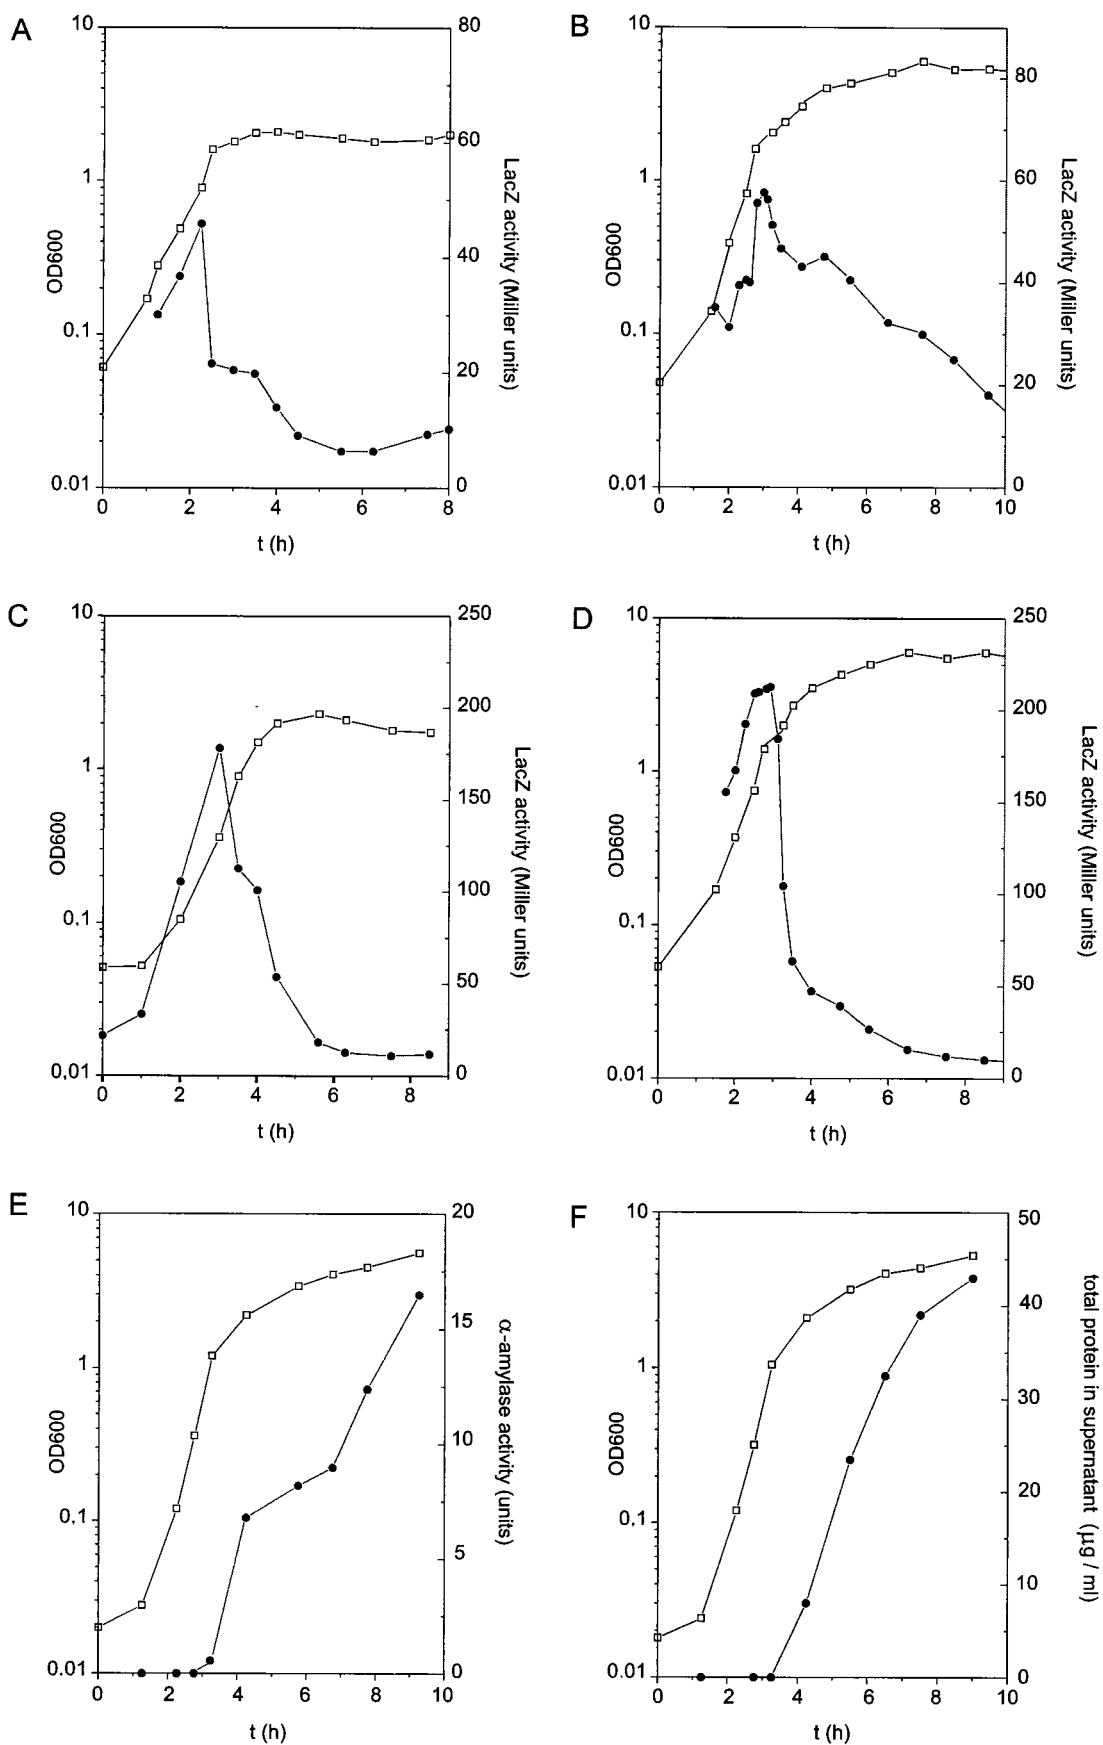 A
10
1
0.1
0.01
OD600
80
60
40
20
0
LacZ activity (Miller units)
0 2 4 6 8
t (h)
B
10
1
0.1
0.01
OD600
80
60
40
20
0
LacZ activity (Miller units)
0 2 4 6 8 10
t (h)
C
10
1
0.1
0,01
OD600
250
200
150
100
50
0
LacZ activity (Miller units)
0 2 4 6 8
t (h)
D
10
1
0.1
0.01
OD600
250
200
150
100
50
0
LacZ activity (Miller units)
0 2 4 6 8
t (h)
E
10
1
0.1
0.01
OD600
20
15
10
5
0
α-amylase activity (units)
0 2 4 6 8 10
t (h)
F
10
1
0,1
0.01
OD600
50
40
30
20
10
0
total protein in supernatant (µg / ml)
0 2 4 6 8 10
t (h)